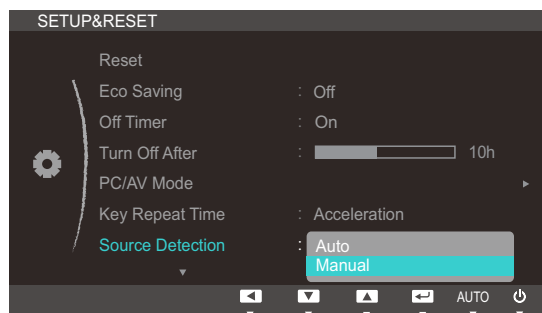 SETUP&RESET
Reset
Eco Saving : Off
Off Timer : On
Turn Off After : 10h
PC/AV Mode
Key Repeat Time : Acceleration
Source Detection : Auto
Manual
AUTO